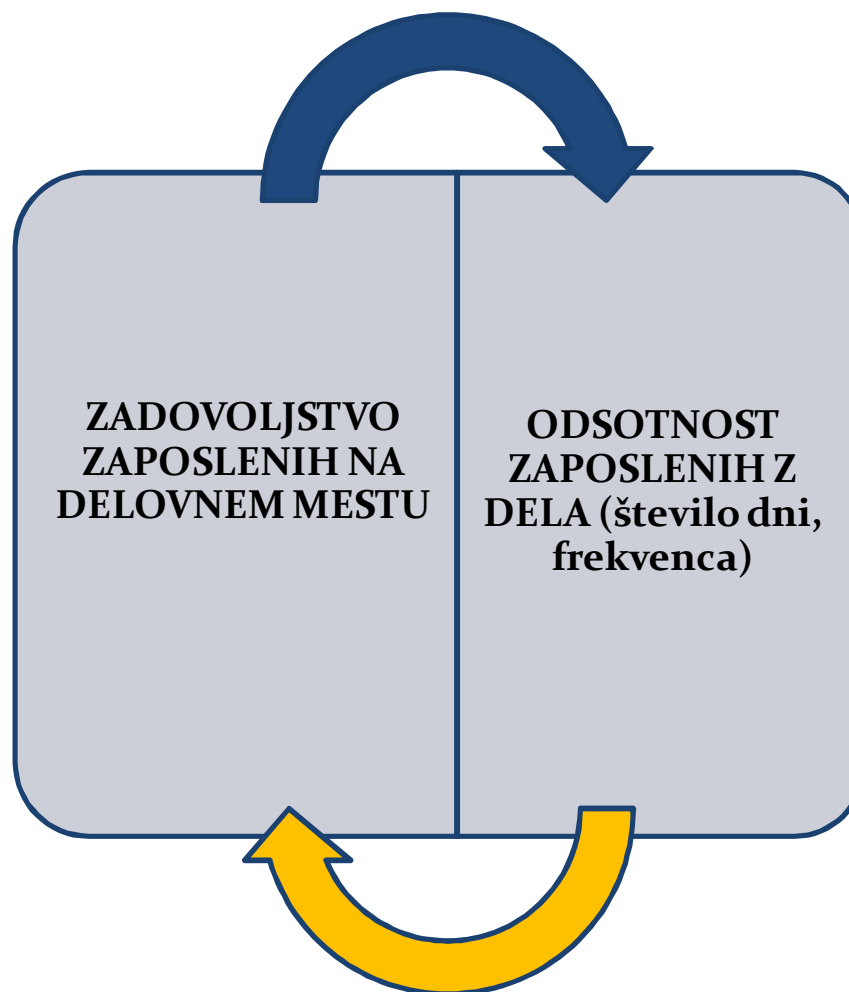 ZADOVOLJSTVO
ZAPOSLENIH NA
DELOVNEM MESTU
ODSOTNOST
ZAPOSLENIH Z
DELA (število dni,
frekvenca)